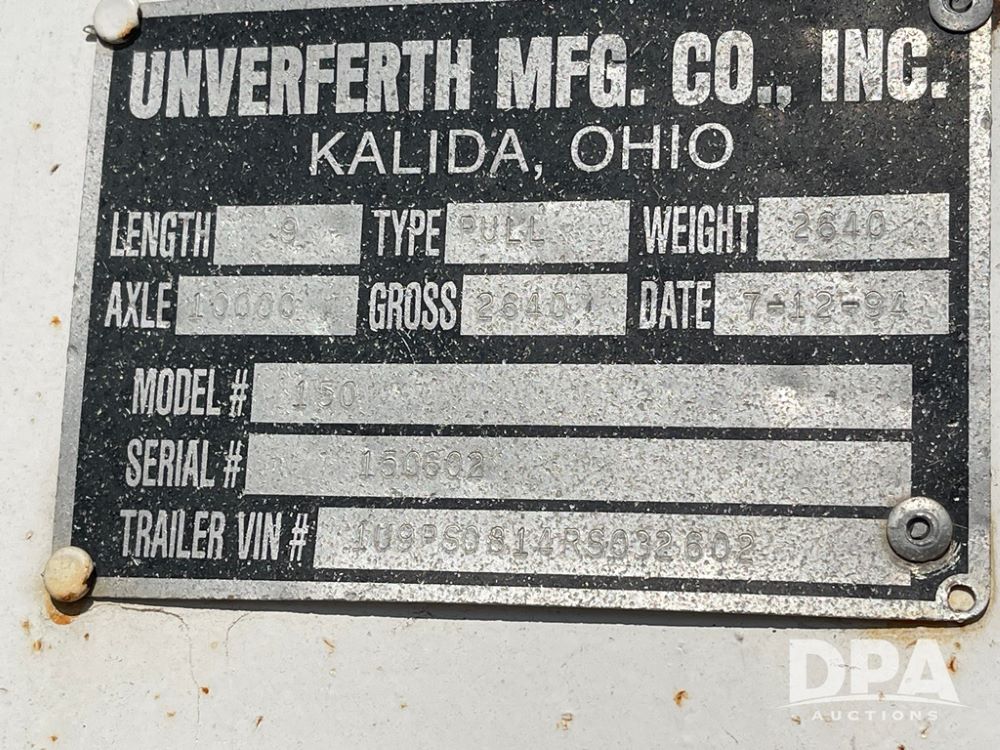 UNVERFERTH MFG. CO., INC.
KALIDA, OHIO
LENGTH 9 TYPE PULL WEIGHT 2640
AXLE 10000 GROSS 2640 DATE 7-12-94
MODEL # 150
SERIAL # 150602
TRAILER VIN # 1U9PS0814RS032602
DPA
AUCTIONS